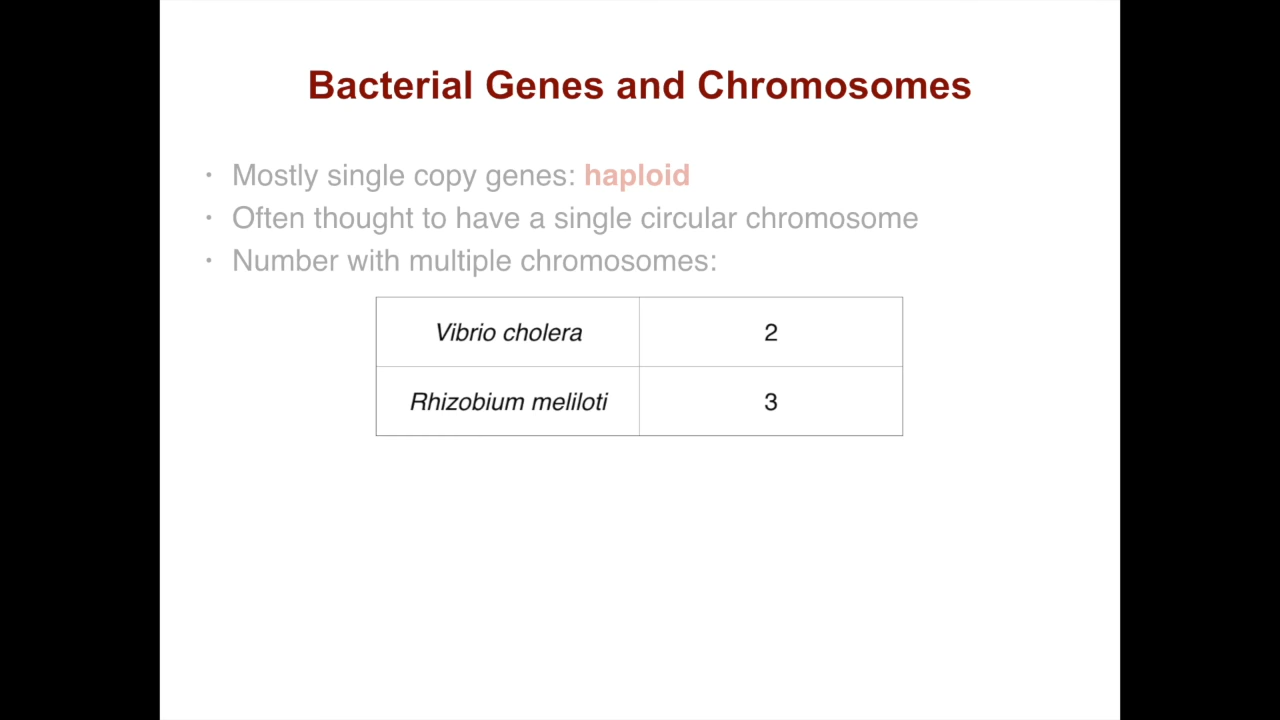 Bacterial Genes and Chromosomes
• Mostly single copy genes: haploid
• Often thought to have a single circular chromosome
• Number with multiple chromosomes:
Vibrio cholera 2
Rhizobium meliloti 3